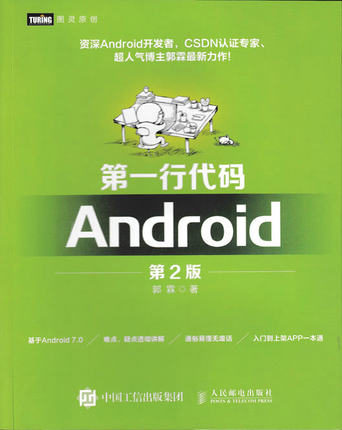 TURING 图灵原创
资深Android开发者，CSDN认证专家、
超人气博主郭霖最新力作！
第一行代码
Android
第2版
郭霖◎著
基于Android 7.0 / 难点、疑点透彻讲解 / 通俗易懂无废话 / 入门到上架APP一本通
中国工信出版集团 人民邮电出版社
POSTS & TELECOM PRESS